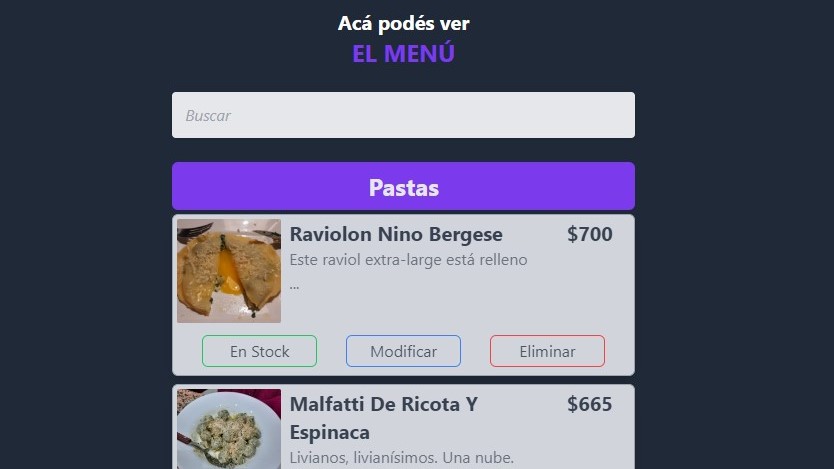 Acá podés ver
EL MENÚ
Buscar
Pastas
Raviolon Nino Bergese
$700
Este raviol extra-large está relleno
...
En Stock
Modificar
Eliminar
Malfatti De Ricota Y
$665
Espinaca
Livianos, livianísimos. Una nube.